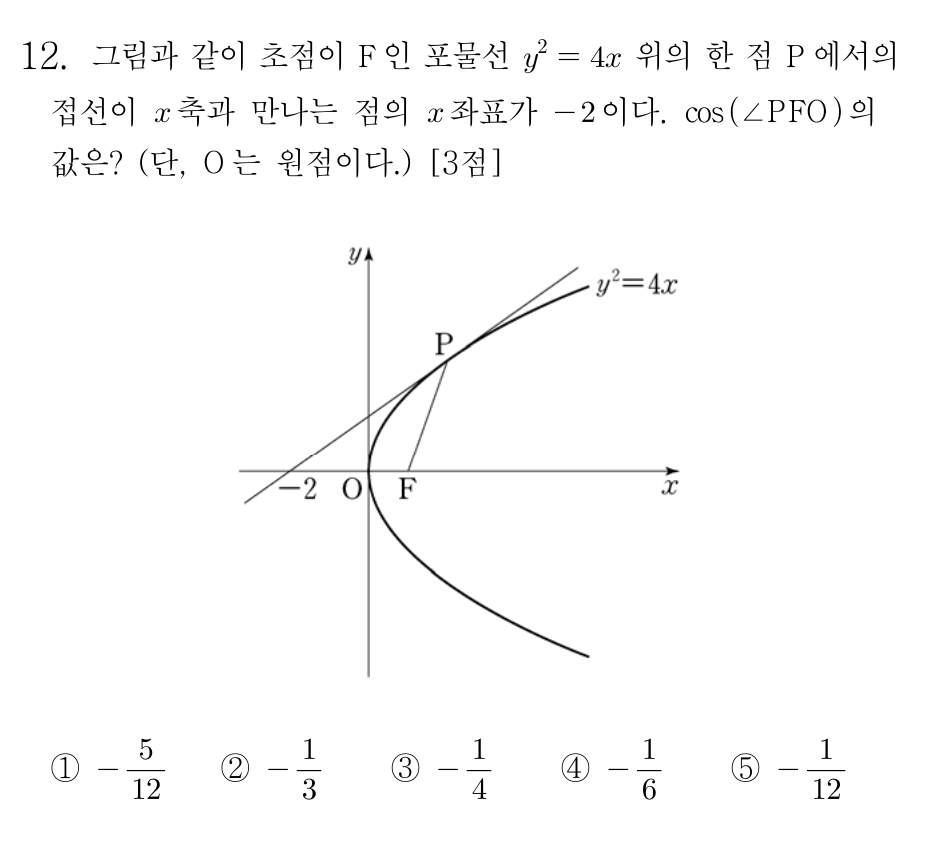 12. 그림과 같이 초점이 F인 포물선 y² = 4x 위의 한 점 P에서의
접선이 x축과 만나는 점의 x좌표가 −2이다. cos(∠PFO)의
값은? (단, O는 원점이다.) [3점]
y
y²=4x
P
−2 O F x
① −5/12 ② −1/3 ③ −1/4 ④ −1/6 ⑤ −1/12